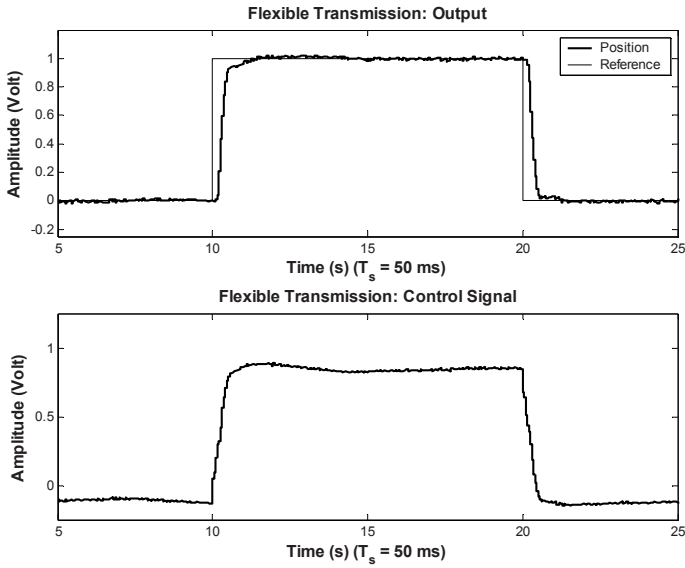 Flexible Transmission: Output
Amplitude (Volt)
1
0.8
0.6
0.4
0.2
0
-0.2
Position
Reference
5 10 15 20 25
Time (s) (Ts = 50 ms)
Flexible Transmission: Control Signal
Amplitude (Volt)
1
0.5
0
5 10 15 20 25
Time (s) (Ts = 50 ms)